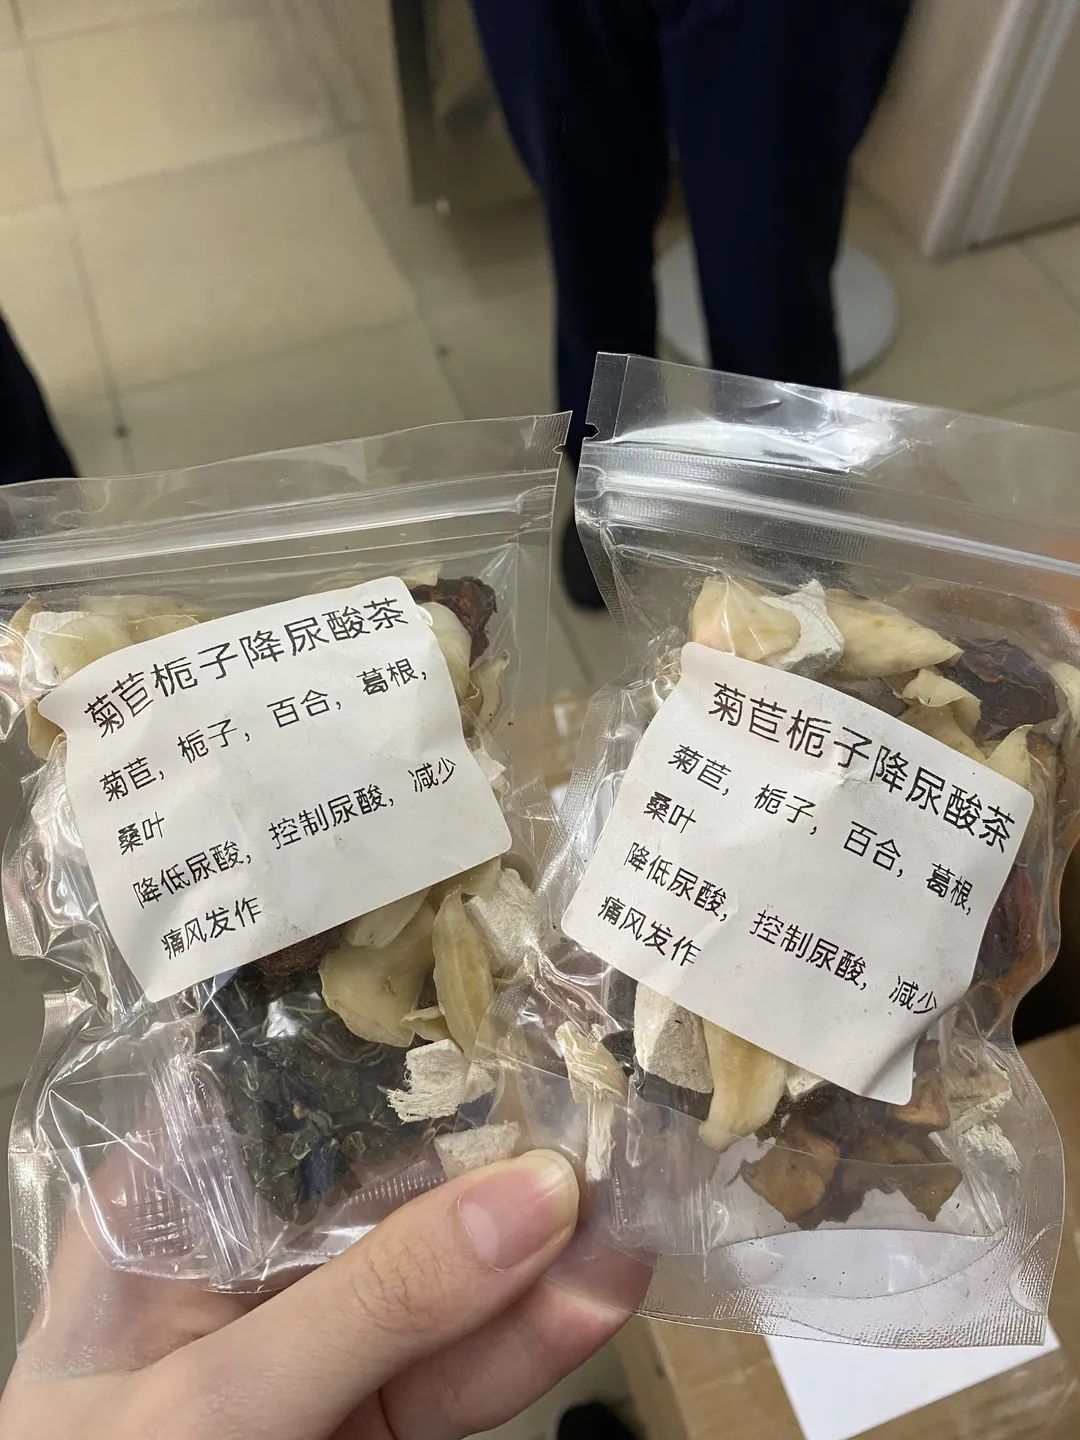 菊苣栀子降尿酸茶
菊苣，栀子，百合，葛根，
桑叶
降低尿酸，控制尿酸，减少
痛风发作
菊苣栀子降尿酸茶
菊苣，栀子，百合，葛根，
桑叶
降低尿酸，控制尿酸，减少
痛风发作